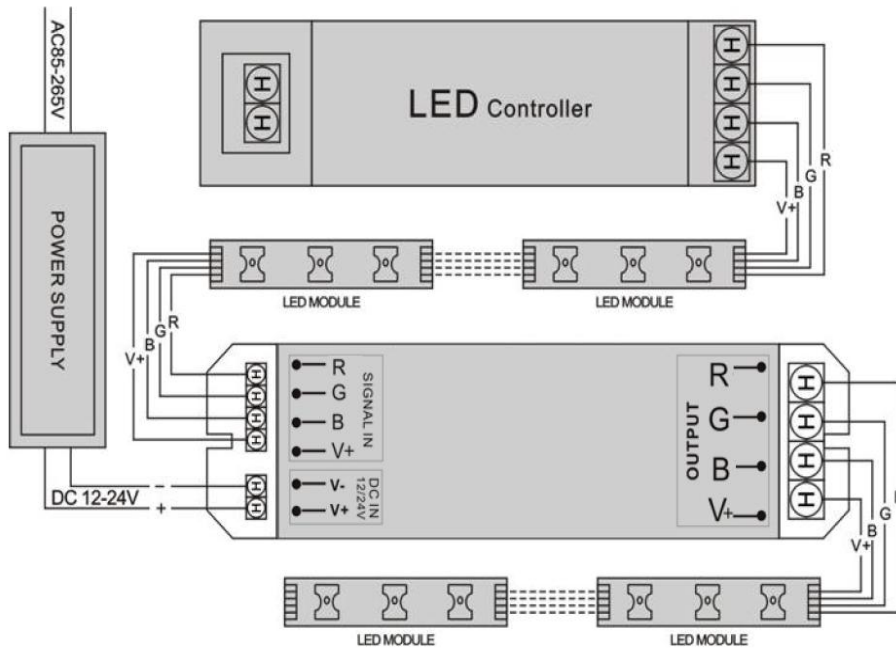 AC85-265V
POWER SUPPLY
DC 12-24V
−
+
LED Controller
R
G
B
V+
LED MODULE
LED MODULE
R
G
B
V+
R
G
B
V+
SIGNAL IN
V-
V+
DC IN
12/24V
R
G
B
V+
OUTPUT
G
B
V+
LED MODULE
LED MODULE